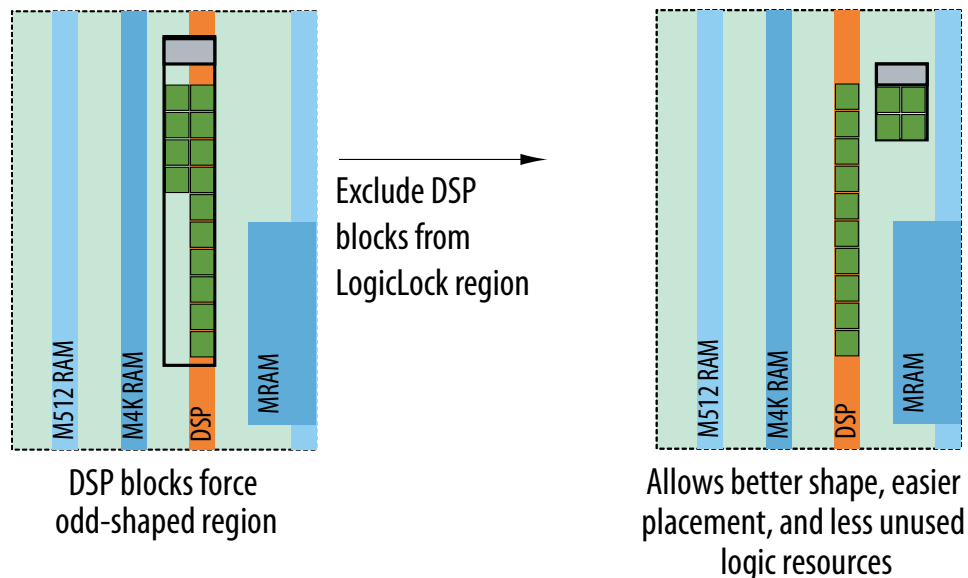 M512 RAM
M4K RAM
DSP
MRAM
DSP blocks force
odd-shaped region
Exclude DSP
blocks from
LogicLock region
M512 RAM
M4K RAM
DSP
MRAM
Allows better shape, easier
placement, and less unused
logic resources